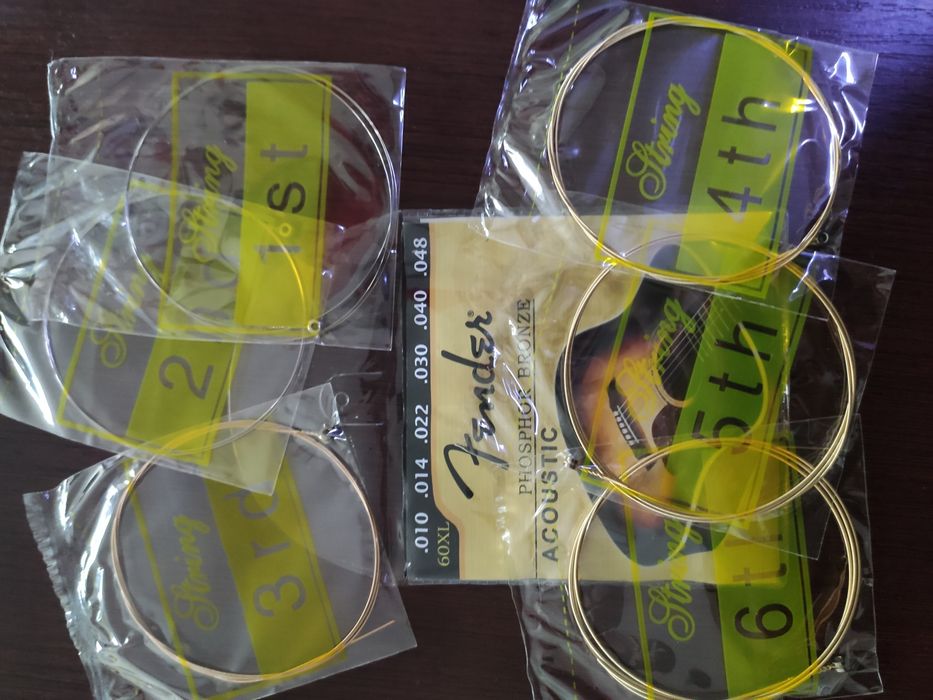 String
1st
String
2
String
3rd
.010 .014 .022 .030 .040 .048
60XL
Fender®
PHOSPHOR BRONZE
ACOUSTIC
String
4th
String
5th
String
6th